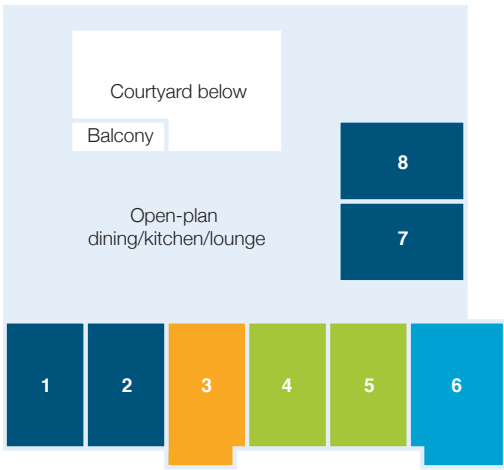 Courtyard below
Balcony
8
Open-plan
dining/kitchen/lounge
7
1 2 3 4 5 6